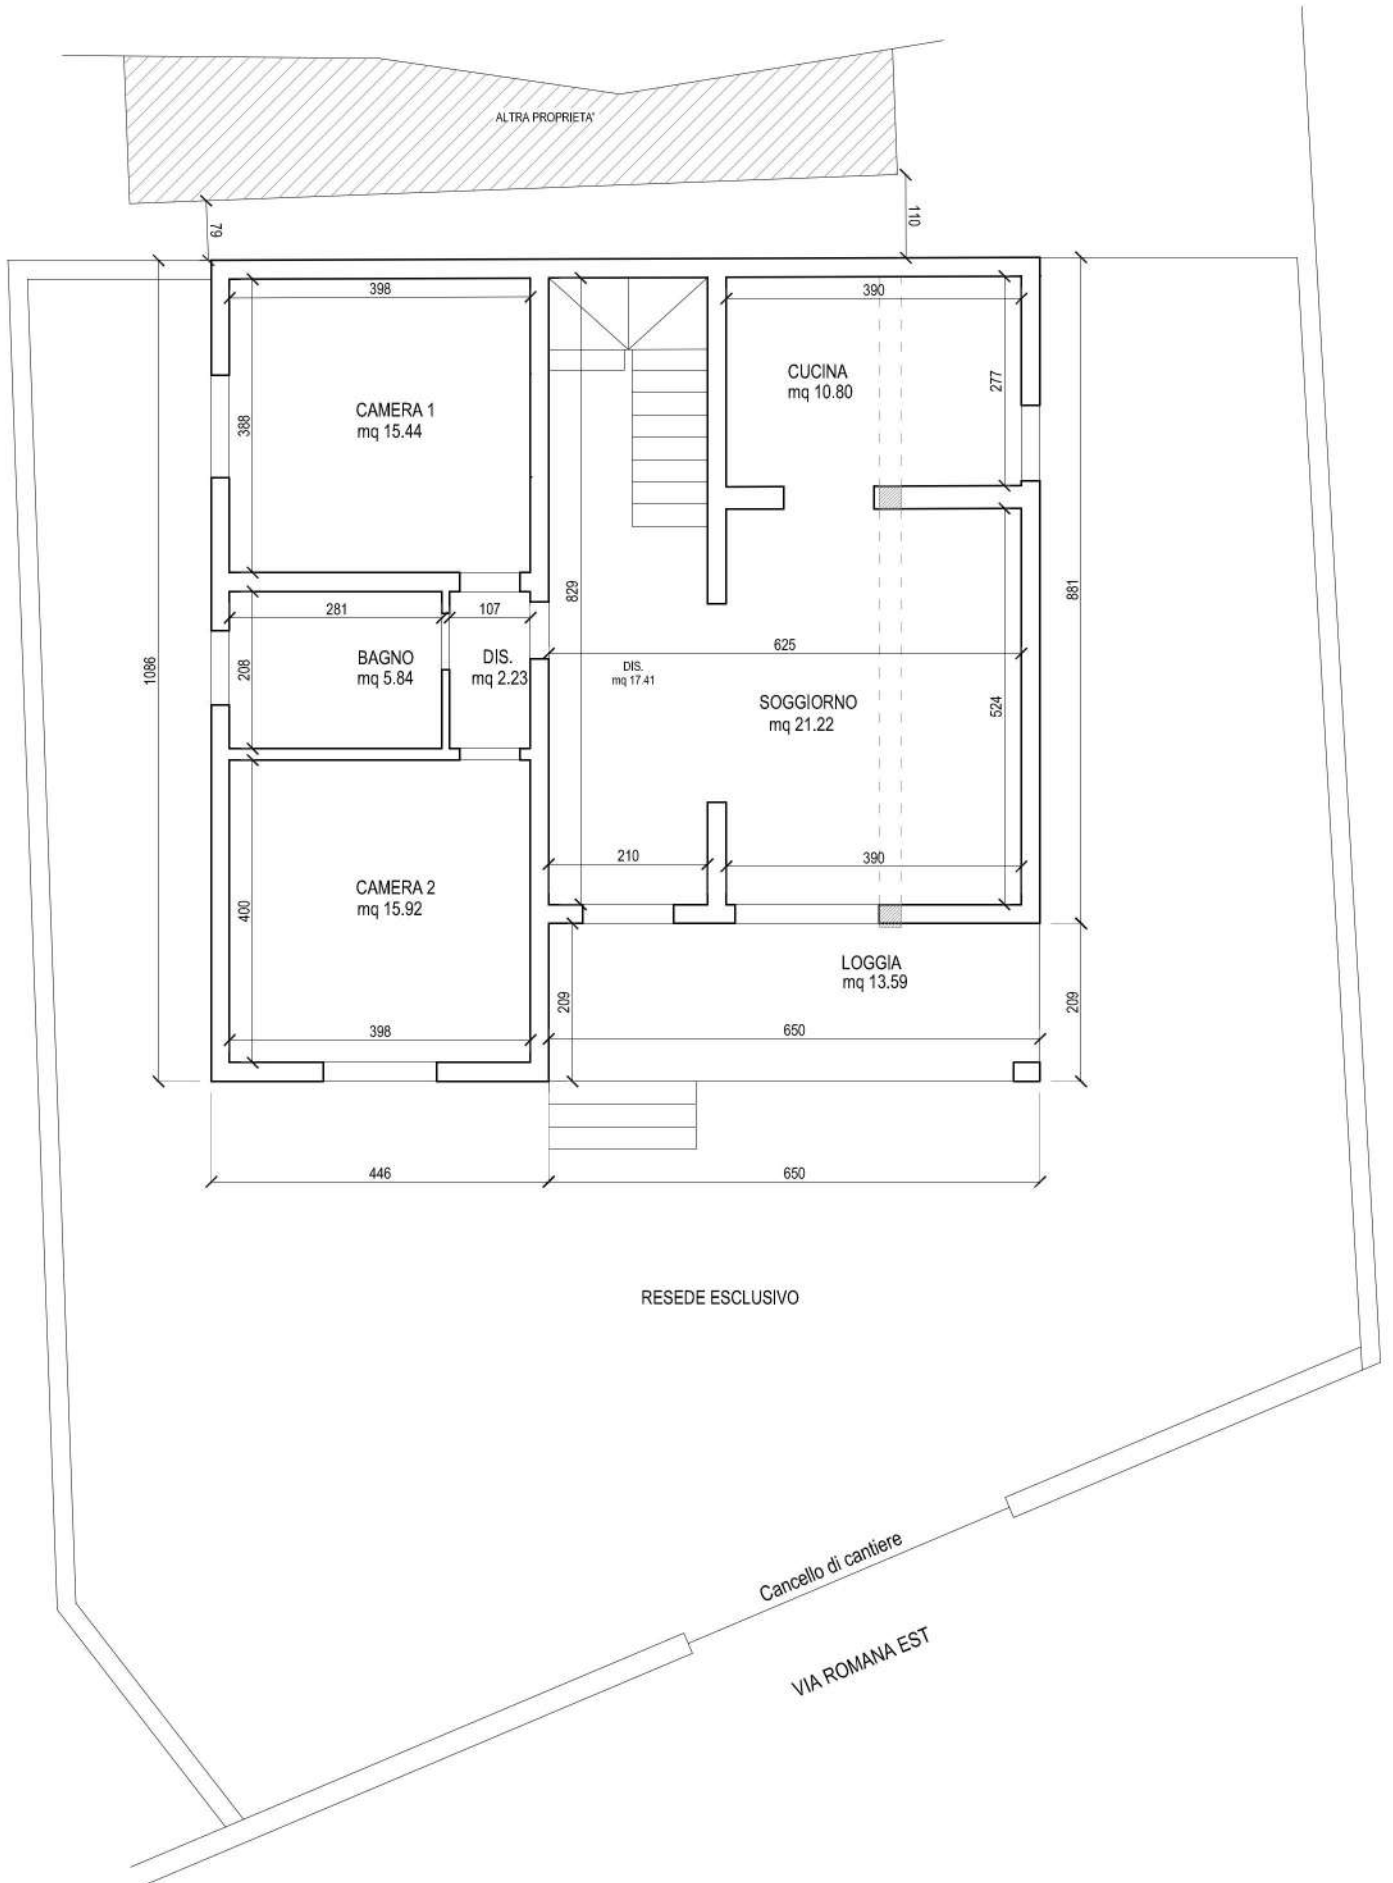 ALTRA PROPRIETA'
79
110
398
390
CUCINA
mq 10.80
277
CAMERA 1
mq 15.44
388
829
881
281
107
625
BAGNO
mq 5.84
DIS.
mq 2.23
DIS.
mq 17.41
208
1086
SOGGIORNO
mq 21.22
524
210
390
CAMERA 2
mq 15.92
400
LOGGIA
mq 13.59
209
209
398
650
446
650
RESEDE ESCLUSIVO
Cancello di cantiere
VIA ROMANA EST